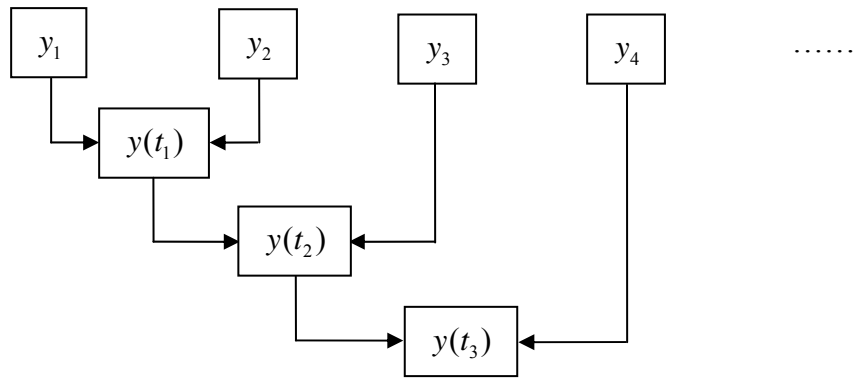 y₁ y₂ y₃ y₄ ······
y(t₁)
y(t₂)
y(t₃)